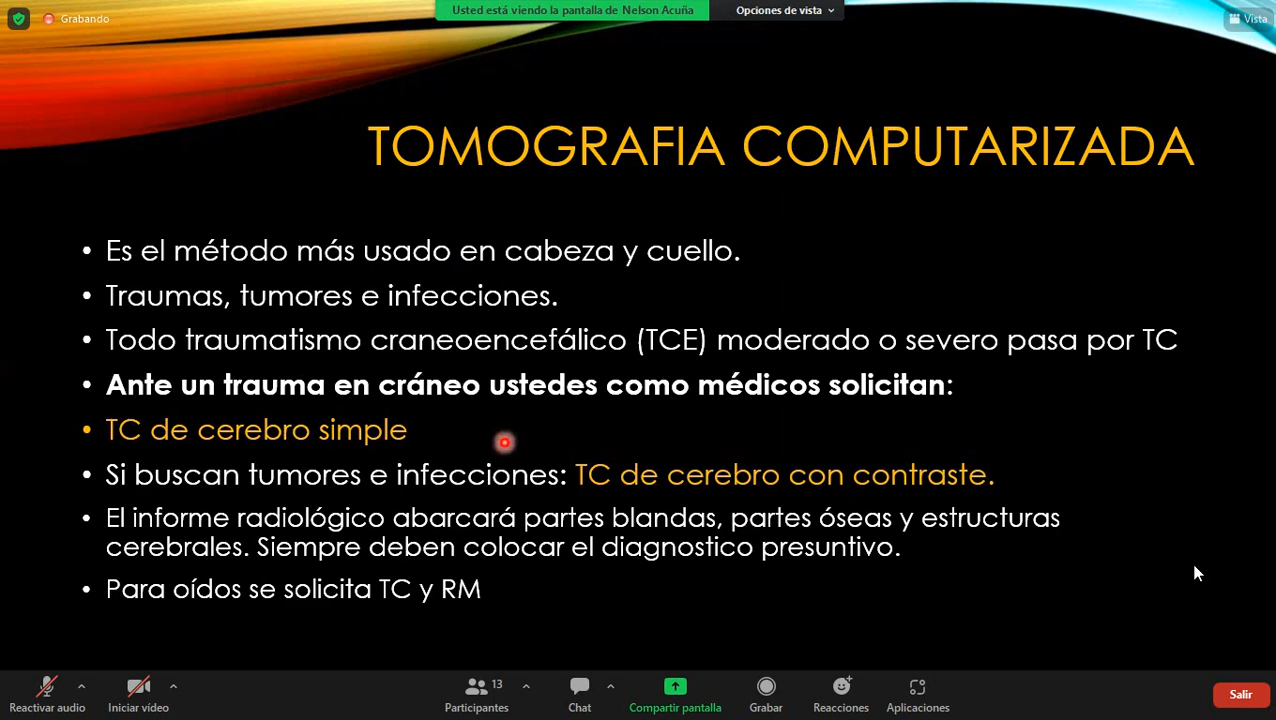 Grabando
Usted está viendo la pantalla de Nelson Acuña
Opciones de vista
Vista
TOMOGRAFIA COMPUTARIZADA
• Es el método más usado en cabeza y cuello.
• Traumas, tumores e infecciones.
• Todo traumatismo craneoencefálico (TCE) moderado o severo pasa por TC
• Ante un trauma en cráneo ustedes como médicos solicitan:
• TC de cerebro simple
• Si buscan tumores e infecciones: TC de cerebro con contraste.
• El informe radiológico abarcará partes blandas, partes óseas y estructuras
cerebrales. Siempre deben colocar el diagnostico presuntivo.
• Para oídos se solicita TC y RM
Reactivar audio
Iniciar vídeo
13
Participantes
Chat
Compartir pantalla
Grabar
Reacciones
Aplicaciones
Salir